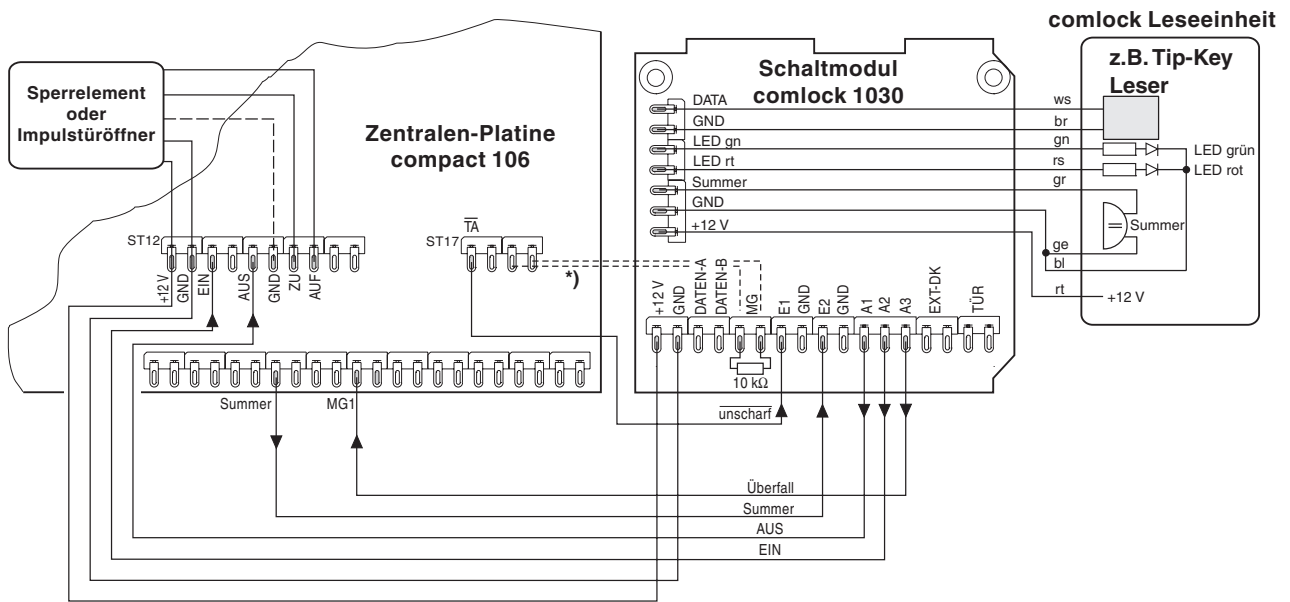 comlock Leseeinheit
z.B. Tip-Key
Leser
Schaltmodul
comlock 1030
Sperrelement
oder
Impulstüröffner
Zentralen-Platine
compact 106
DATA
GND
LED gn
LED rt
Summer
GND
+12 V
ws
br
gn
rs
gr
ge
bl
rt
LED grün
LED rot
Summer
+12 V
ST12
+12 V
GND
EIN
AUS
GND
ZU
AUF
ST17
TA
*)
+12 V
GND
DATEN-A
DATEN-B
MG
E1
GND
E2
GND
A1
A2
A3
EXT-DK
TÜR
10 kΩ
Summer
MG1
unscharf
Überfall
Summer
AUS
EIN